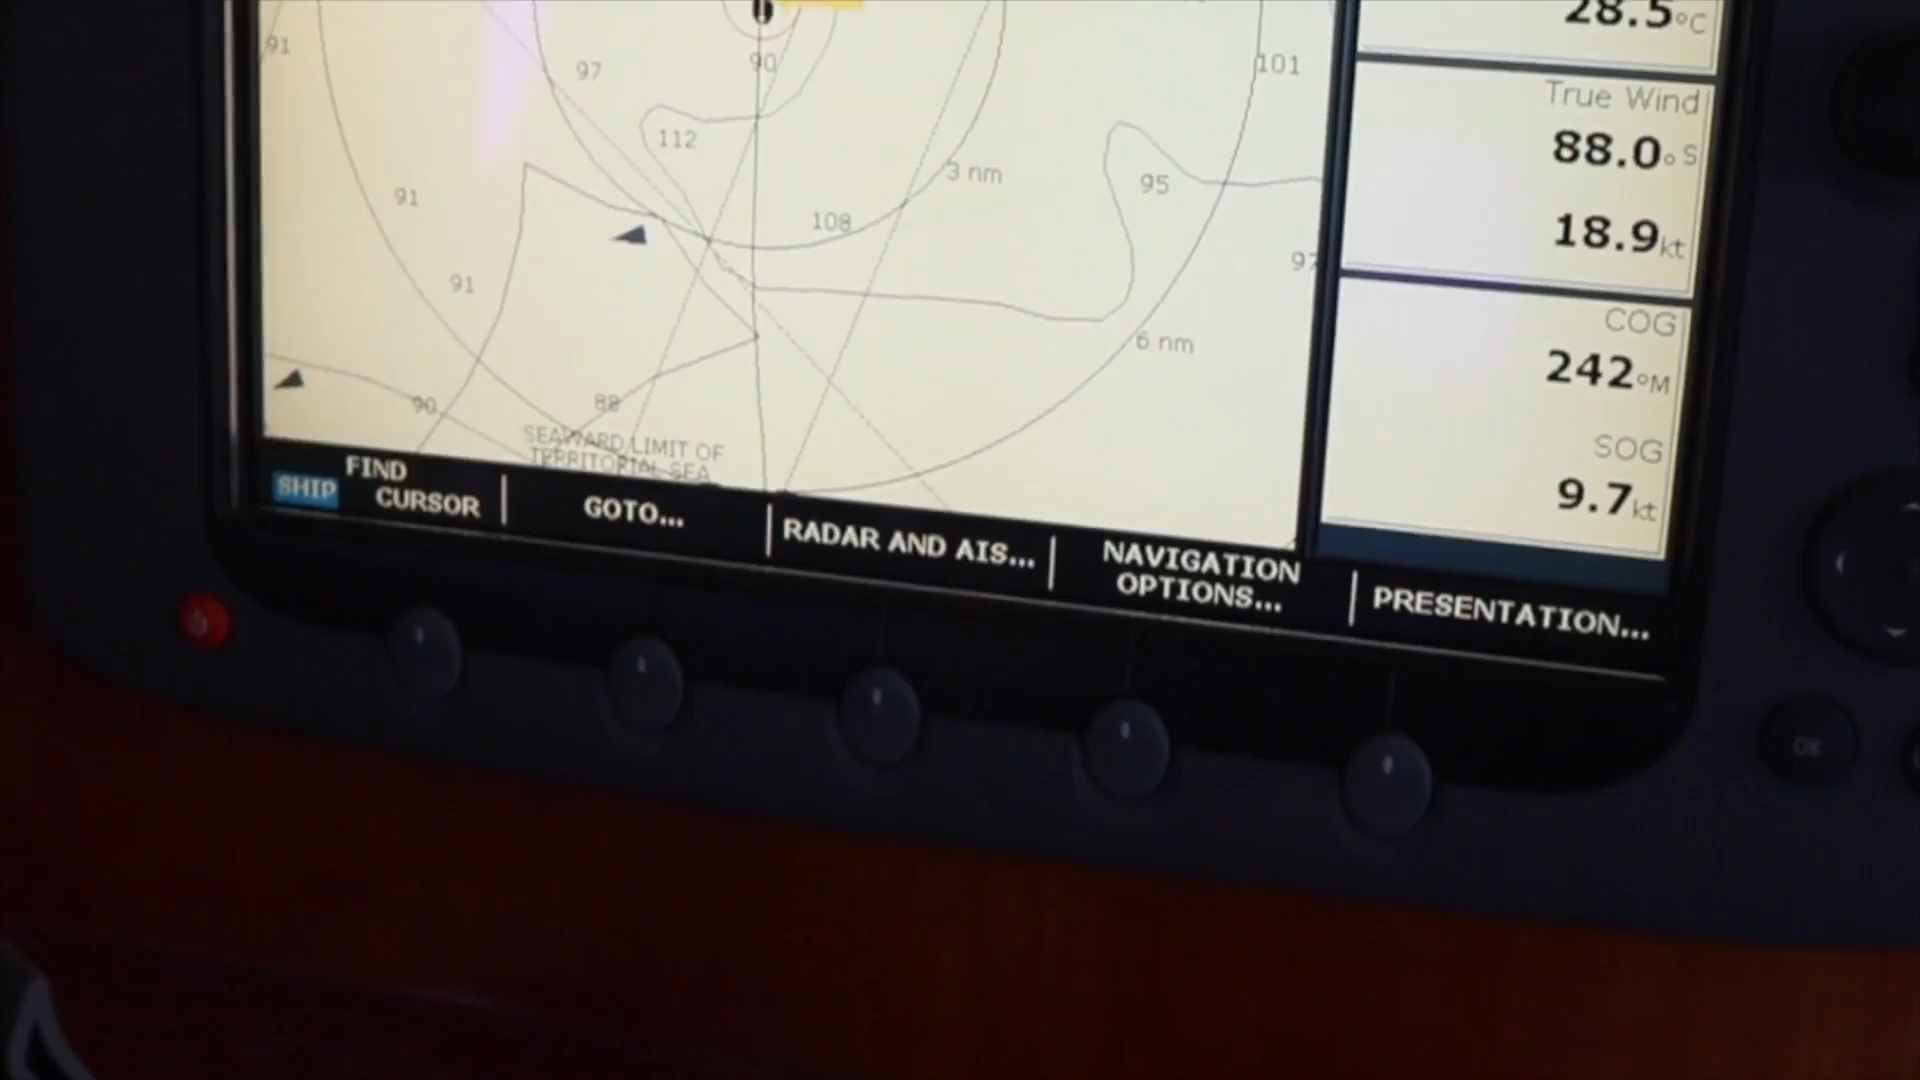 28.5°C
91
97
90
101
True Wind
88.0°S
112
3 nm
95
91
108
18.9kt
91
COG
6 nm
242°M
90
88
SEAWARD LIMIT OF
TERRITORIAL SEA
SOG
9.7kt
FIND
SHIP CURSOR
GOTO...
RADAR AND AIS...
NAVIGATION
OPTIONS...
PRESENTATION...
OK